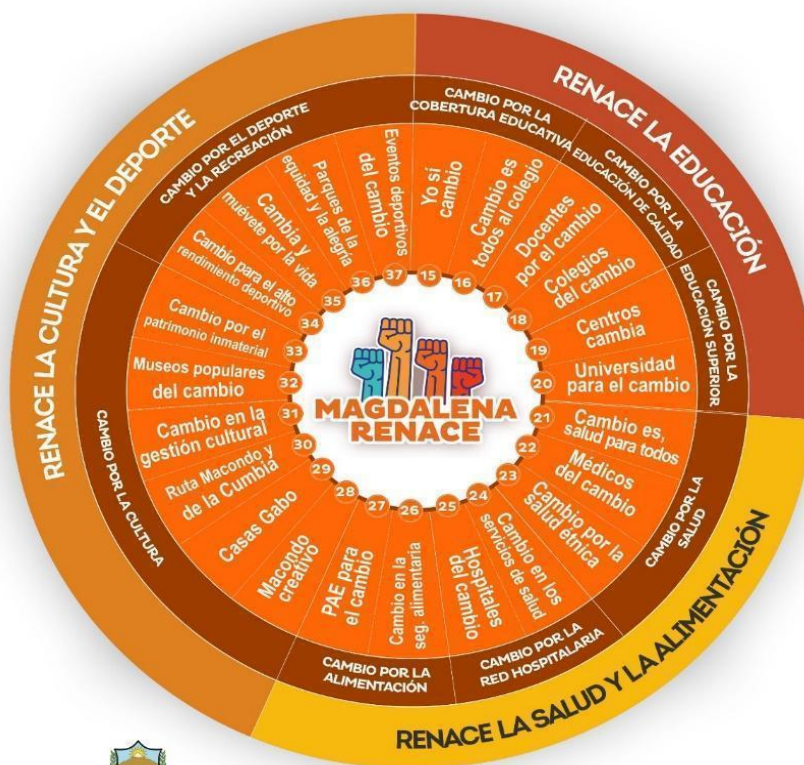 RENACE LA EDUCACIÓN
CAMBIO POR LA
COBERTURA EDUCATIVA
Yo sí
cambio
15
Cambio es
todos al colegio
16
CAMBIO POR LA
EDUCACIÓN DE CALIDAD
Docentes
por el cambio
17
Colegios
del cambio
18
CAMBIO POR LA
EDUCACIÓN SUPERIOR
Centros
cambia
19
Universidad
para el cambio
20
RENACE LA SALUD Y LA ALIMENTACIÓN
CAMBIO POR LA
SALUD
Cambio es,
salud para todos
21
Médicos
del cambio
22
Cambio por la
salud étnica
23
CAMBIO POR LA
RED HOSPITALARIA
Cambio en los
servicios de salud
24
Hospitales
del cambio
25
CAMBIO POR LA
ALIMENTACIÓN
Cambio en la
seg. alimentaria
26
PAE para
el cambio
27
RENACE LA CULTURA Y EL DEPORTE
CAMBIO POR LA CULTURA
Macondo
creativo
28
Casas Gabo
29
Ruta Macondo y
de la Cumbia
30
Cambio en la
gestión cultural
31
Museos populares
del cambio
32
Cambio por el
patrimonio inmaterial
33
CAMBIO POR EL DEPORTE
Y LA RECREACIÓN
Cambio para el alto
rendimiento deportivo
34
Cambia y
muévete por la vida
35
Parques de la
equidad y la alegría
36
Eventos deportivos
del cambio
37
MAGDALENA
RENACE